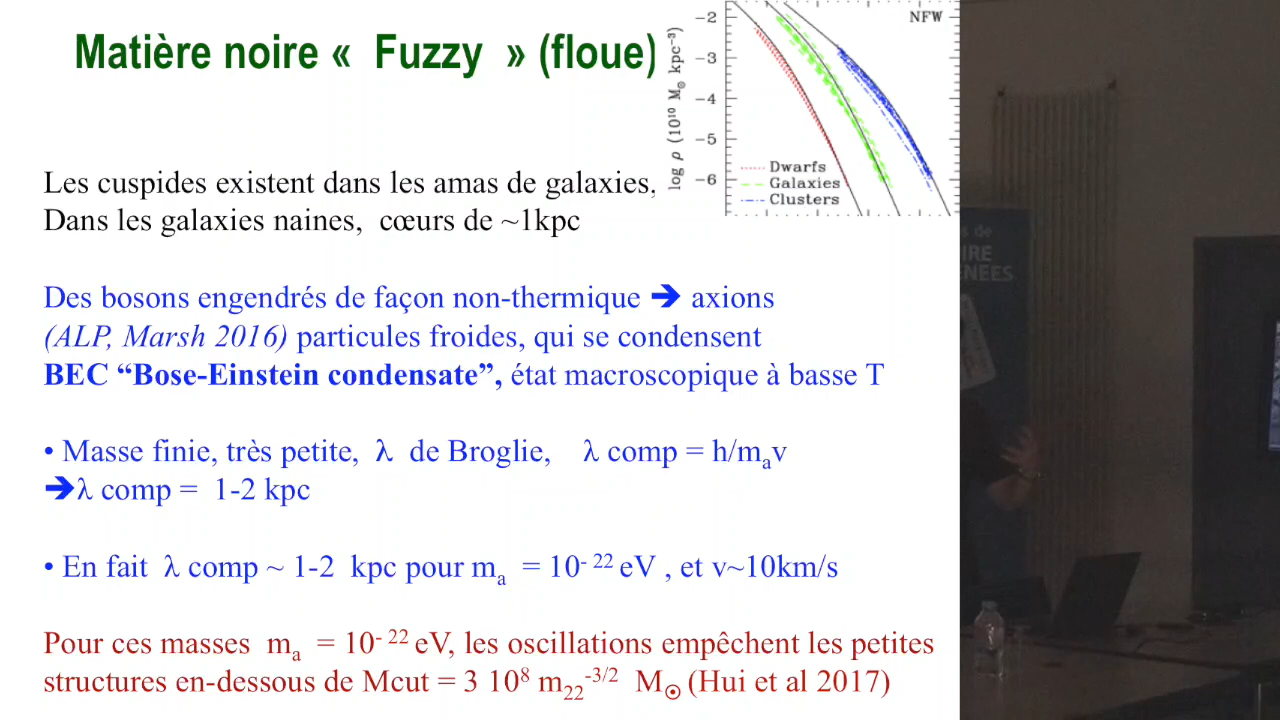 Matière noire « Fuzzy » (floue)
NFW
-2
-3
-4
-5
-6
log ρ (10¹⁰ M☉ kpc⁻³)
Dwarfs
Galaxies
Clusters
Les cuspides existent dans les amas de galaxies,
Dans les galaxies naines, cœurs de ~1kpc
Des bosons engendrés de façon non-thermique ➔ axions
(ALP, Marsh 2016) particules froides, qui se condensent
BEC “Bose-Einstein condensate”, état macroscopique à basse T
• Masse finie, très petite, λ de Broglie, λ comp = h/mₐv
➔λ comp = 1-2 kpc
• En fait λ comp ~ 1-2 kpc pour mₐ = 10⁻²² eV , et v~10km/s
Pour ces masses mₐ = 10⁻²² eV, les oscillations empêchent les petites
structures en-dessous de Mcut = 3 10⁸ m₂₂⁻³/² M☉ (Hui et al 2017)
s de
IRE
ENEES